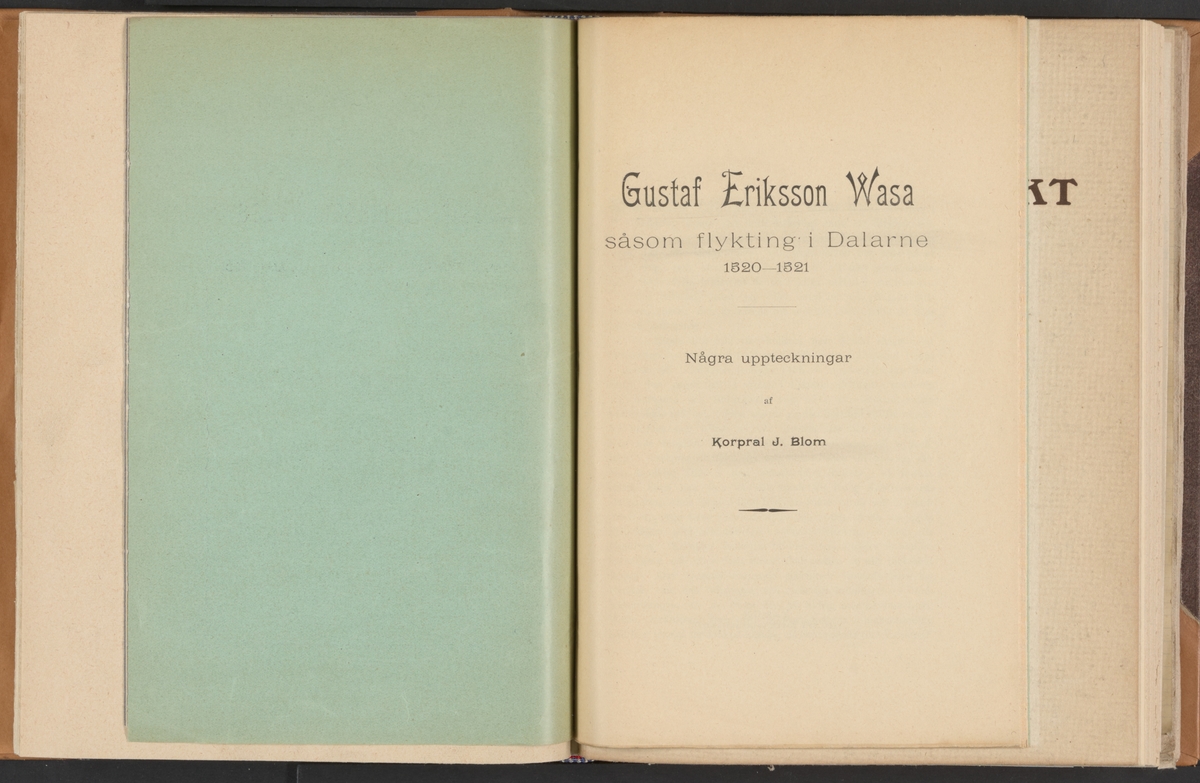 Gustaf Eriksson Wasa
såsom flykting i Dalarne
1520—1521
Några uppteckningar
af
Korpral J. Blom